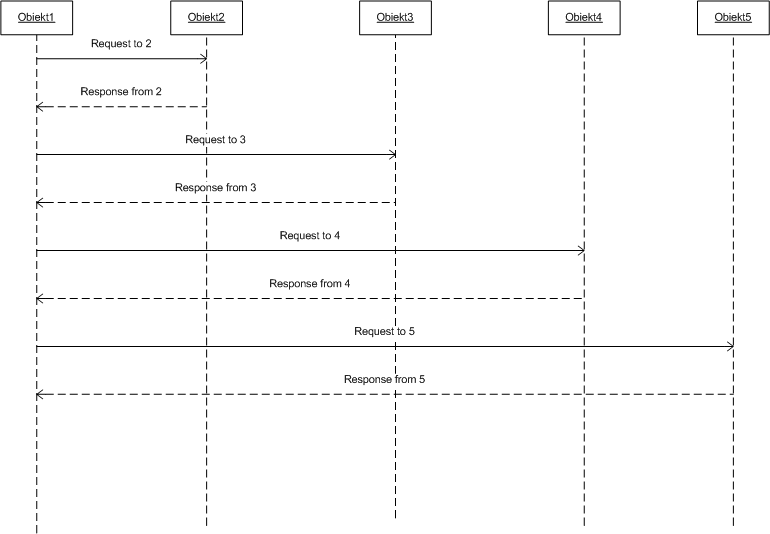 Obiekt1
Obiekt2
Obiekt3
Obiekt4
Obiekt5
Request to 2
Response from 2
Request to 3
Response from 3
Request to 4
Response from 4
Request to 5
Response from 5